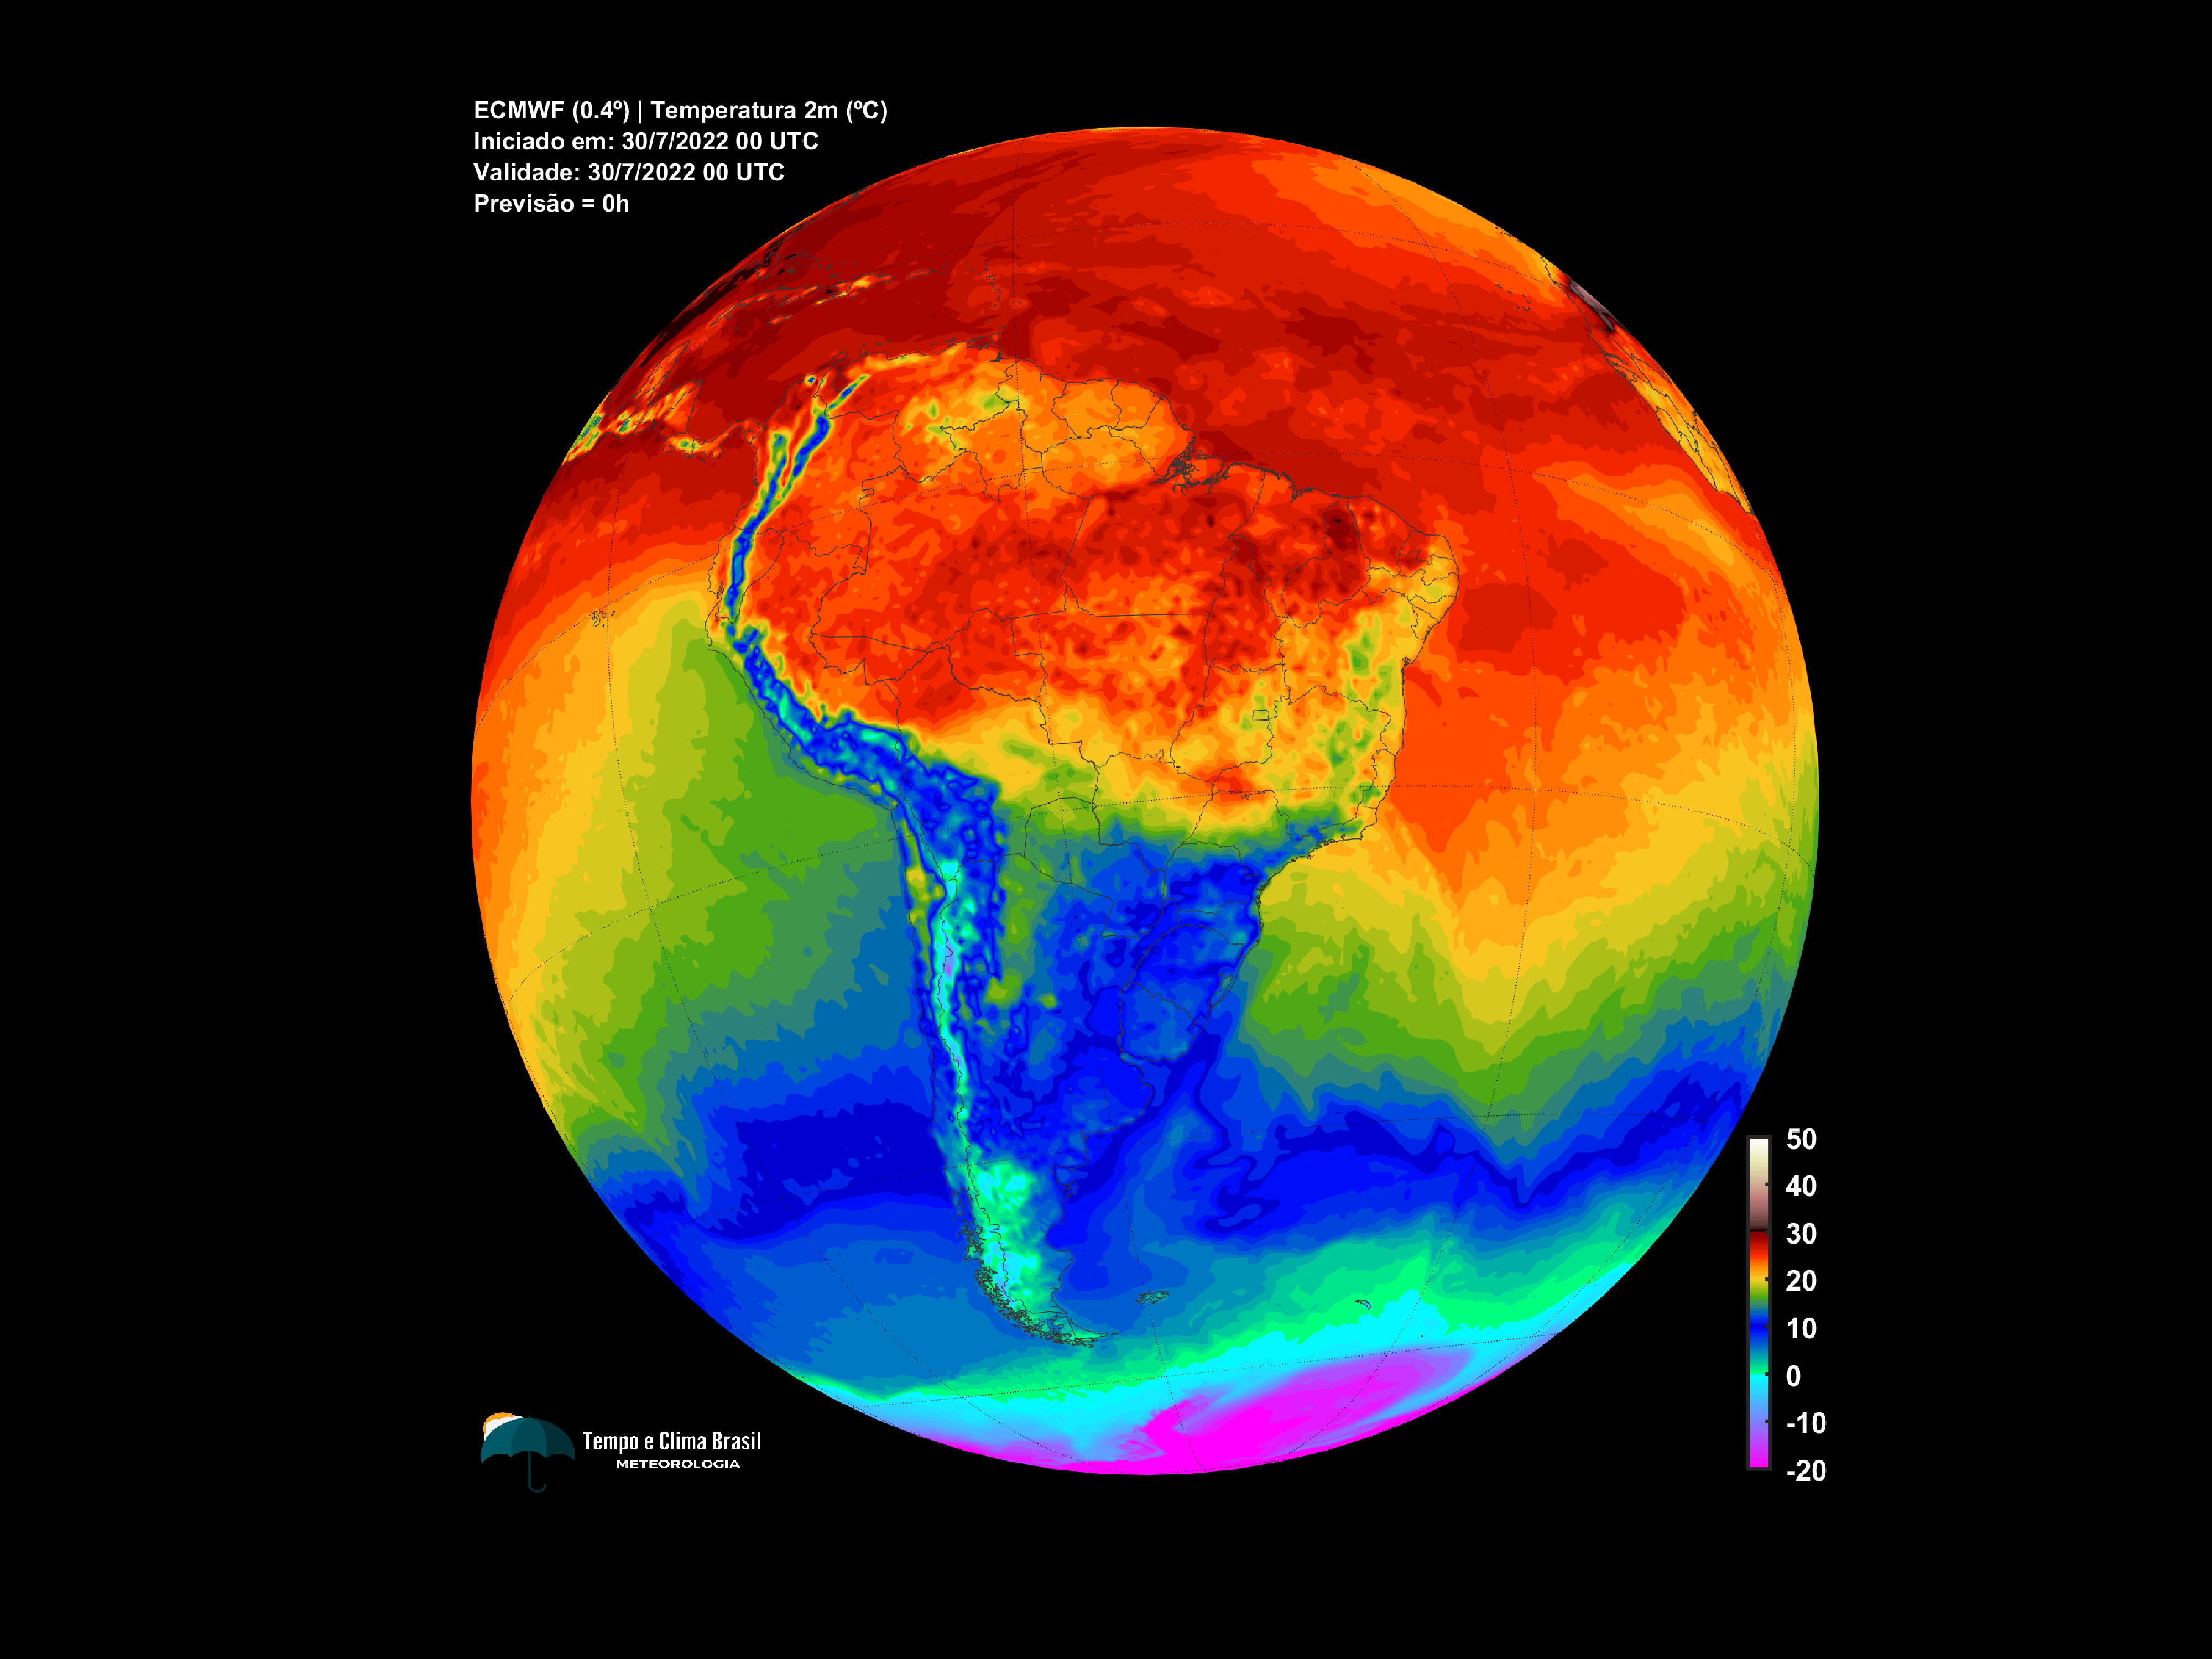 ECMWF (0.4º) | Temperatura 2m (ºC)
Iniciado em: 30/7/2022 00 UTC
Validade: 30/7/2022 00 UTC
Previsão = 0h
50
40
30
20
10
0
-10
-20
Tempo e Clima Brasil
METEOROLOGIA